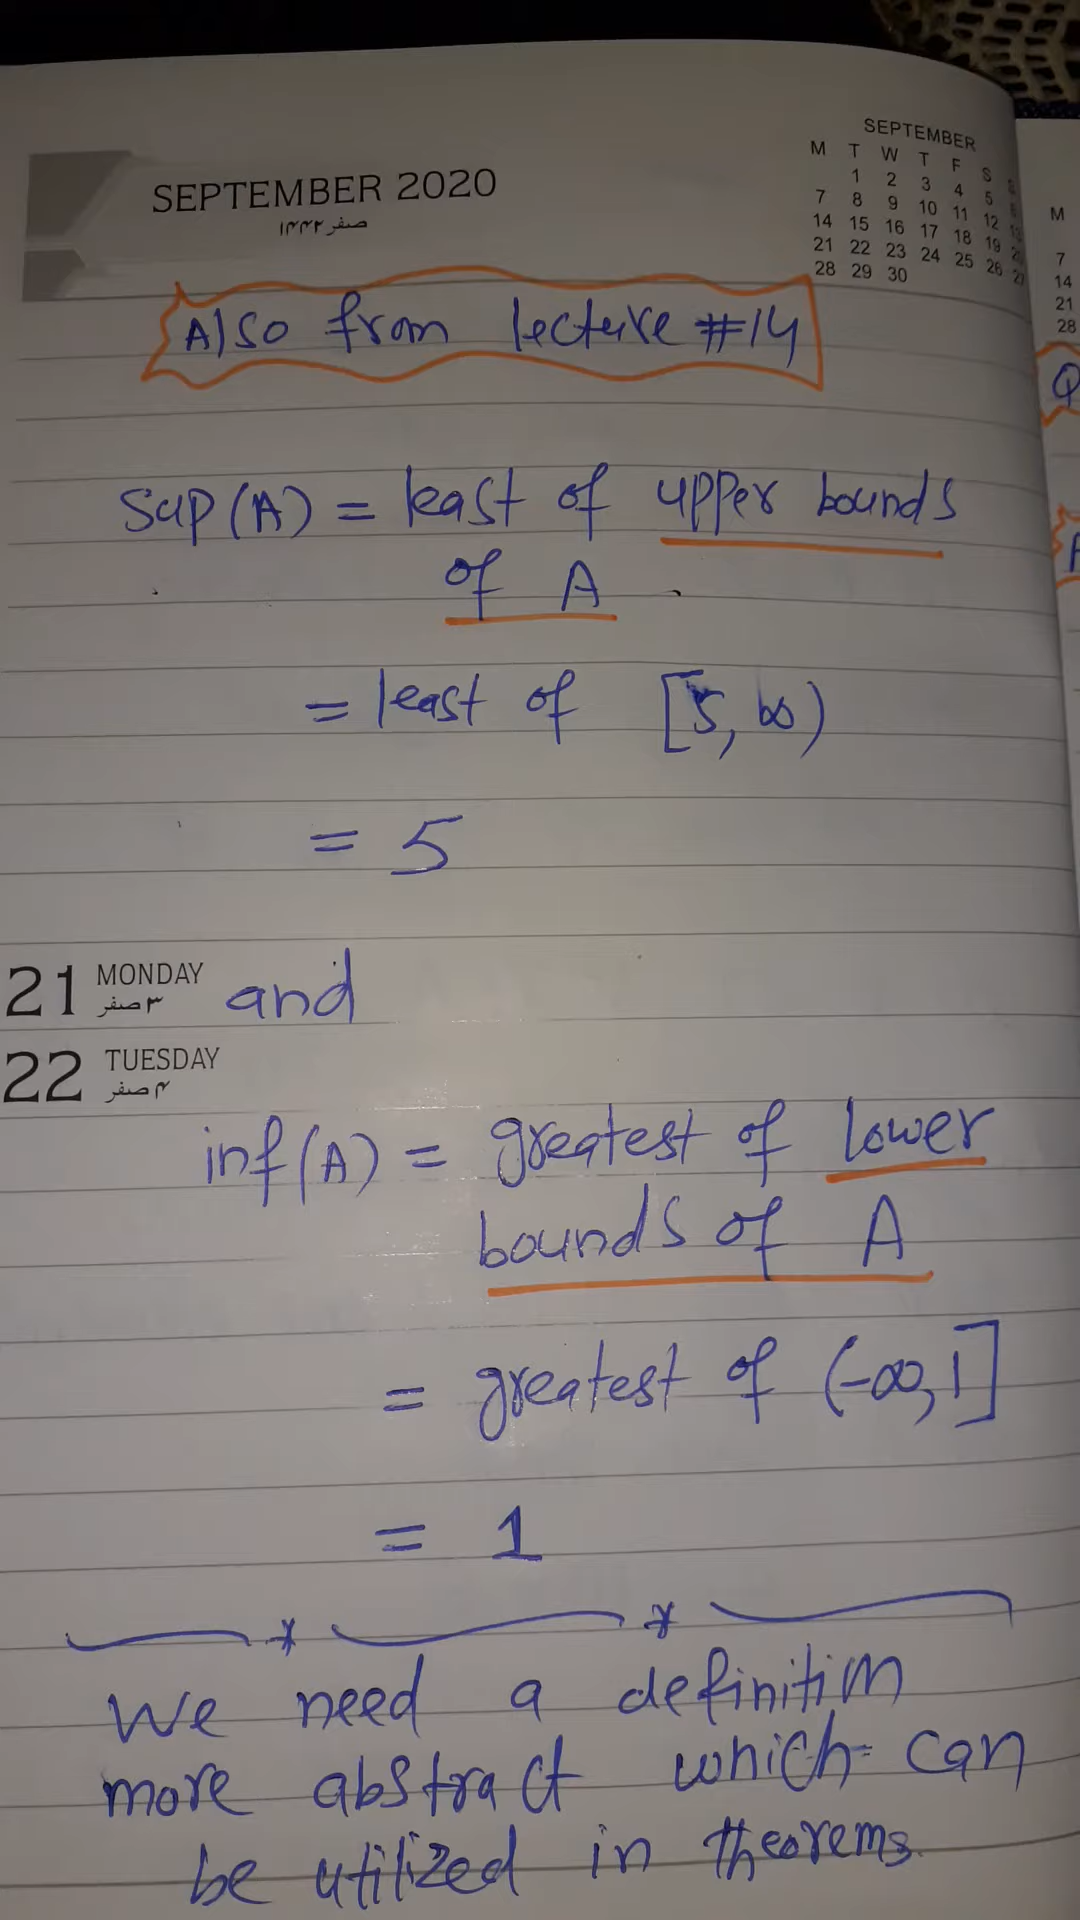 SEPTEMBER 2020
صفر ١٤٤٢
SEPTEMBER
M T W T F S S
1 2 3 4 5 6
7 8 9 10 11 12 13
14 15 16 17 18 19 20
21 22 23 24 25 26 27
28 29 30
M
7
14
21
28
Also from lecture #14
Q
Sup(A) = least of upper bounds
of A
= least of [5, ∞)
= 5
21 MONDAY ٣ صفر and
22 TUESDAY ٤ صفر
inf(A) = greatest of lower
bounds of A
= greatest of (-∞, 1]
= 1
We need a definition
more abstract which can
be utilized in theorems.